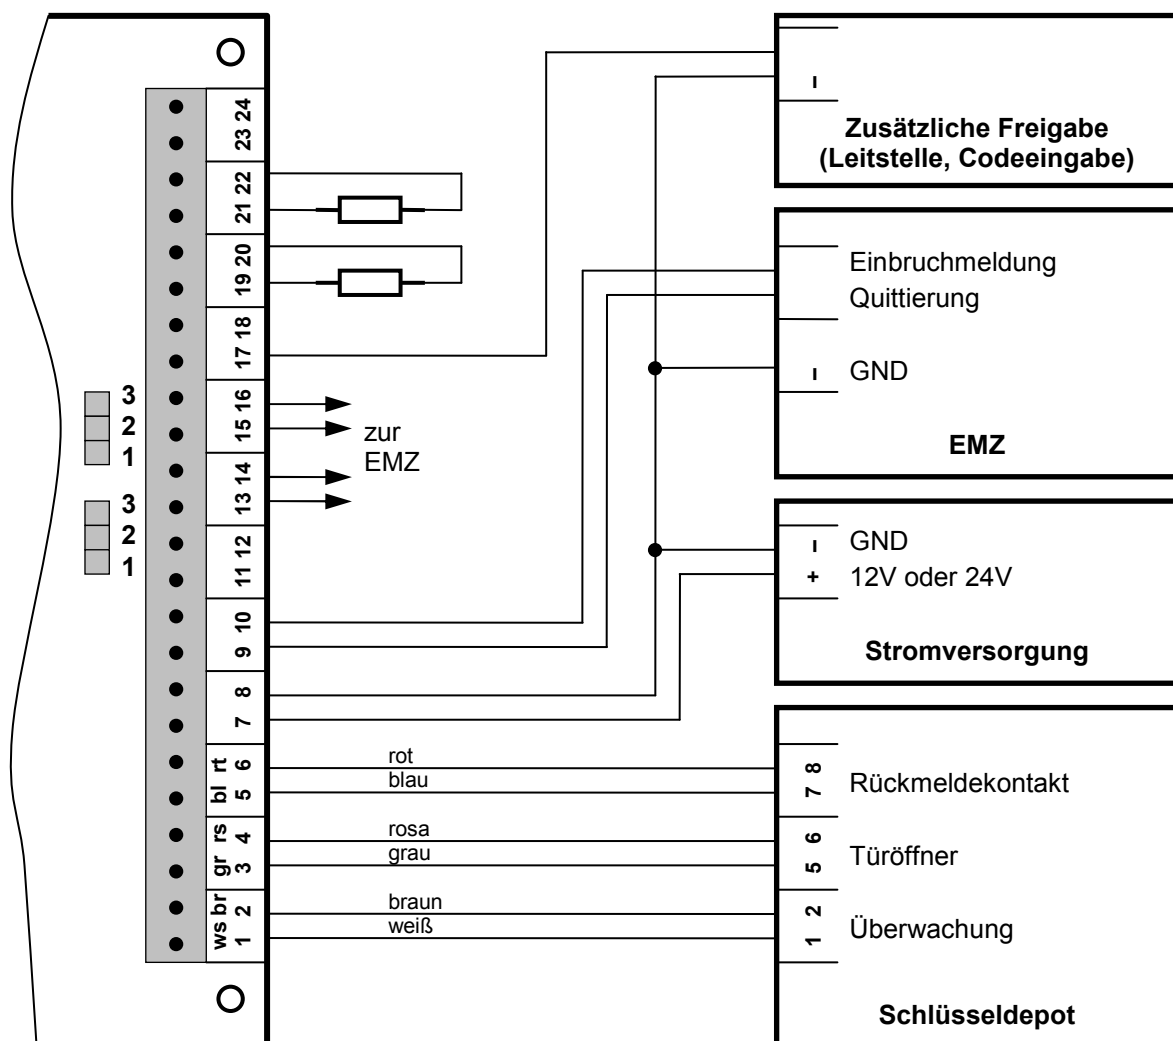 24
23
22
21
20
19
18
17
16
15
14
13
12
11
10
9
8
7
rt 6
bl 5
rs 4
gr 3
br 2
ws 1
3
2
1
3
2
1
zur
EMZ
rot
blau
rosa
grau
braun
weiß
-
Zusätzliche Freigabe
(Leitstelle, Codeeingabe)
Einbruchmeldung
Quittierung
- GND
EMZ
- GND
+ 12V oder 24V
Stromversorgung
8
7
Rückmeldekontakt
6
5
Türöffner
2
1
Überwachung
Schlüsseldepot